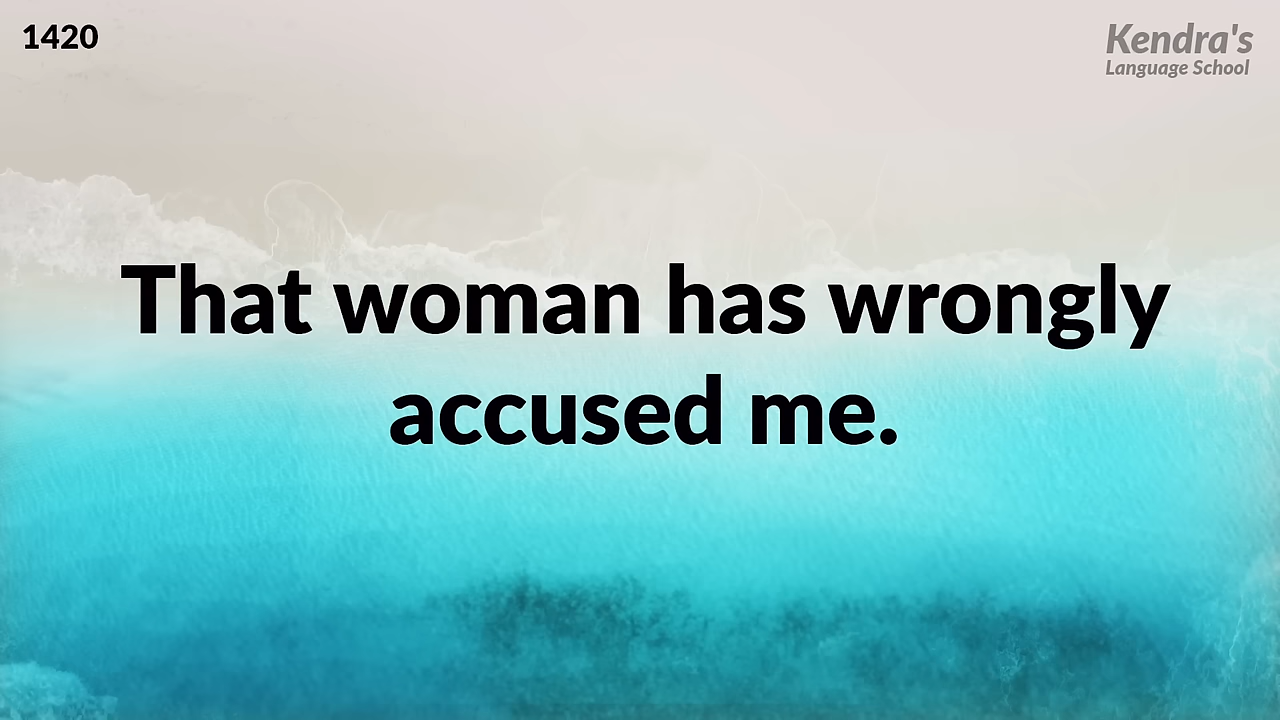 1420
Kendra's
Language School
That woman has wrongly
accused me.